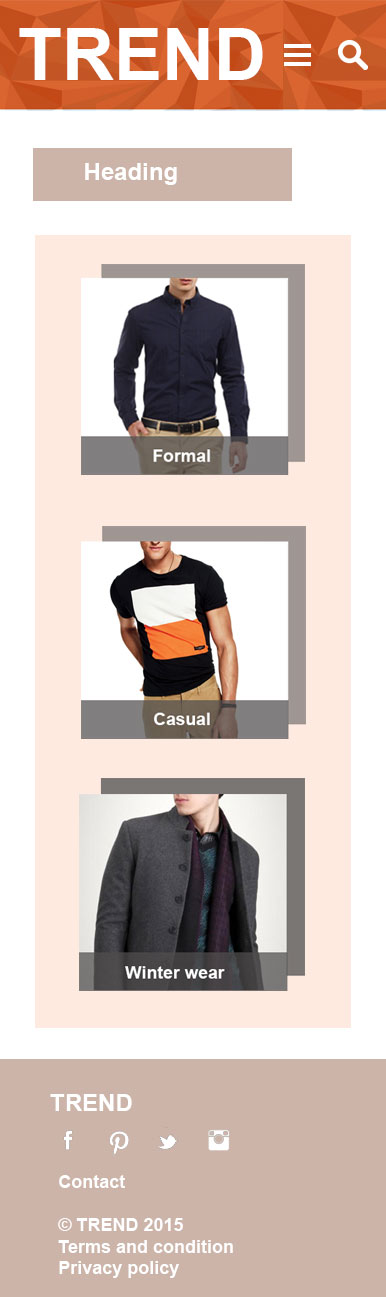 TREND
Heading
Formal
Casual
Winter wear
TREND
Contact
© TREND 2015
Terms and condition
Privacy policy